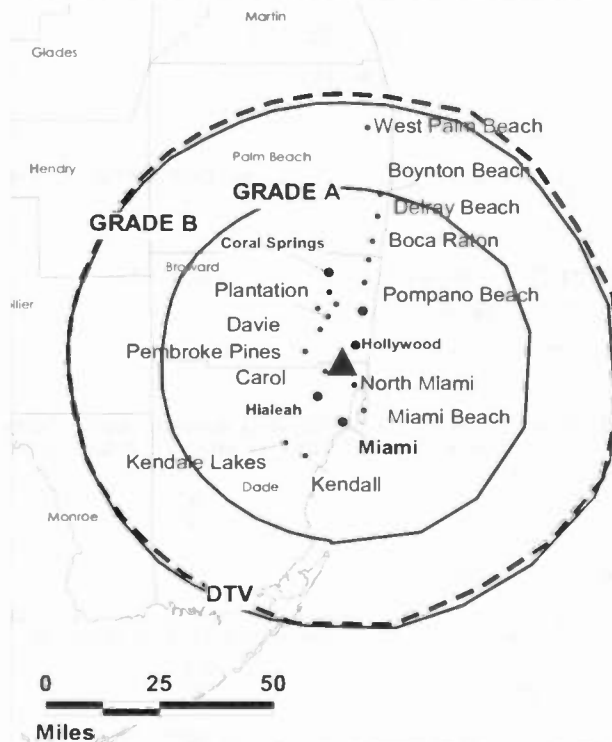 Martin
Glades
West Palm Beach
Palm Beach
Hendry
Boynton Beach
GRADE A
Delray Beach
GRADE B
Coral Springs
Boca Raton
Broward
ollier
Plantation
Pompano Beach
Davie
Hollywood
Pembroke Pines
Carol
North Miami
Hialeah
Miami Beach
Miami
Kendale Lakes
Kendall
Dade
Monroe
DTV
0 25 50
Miles